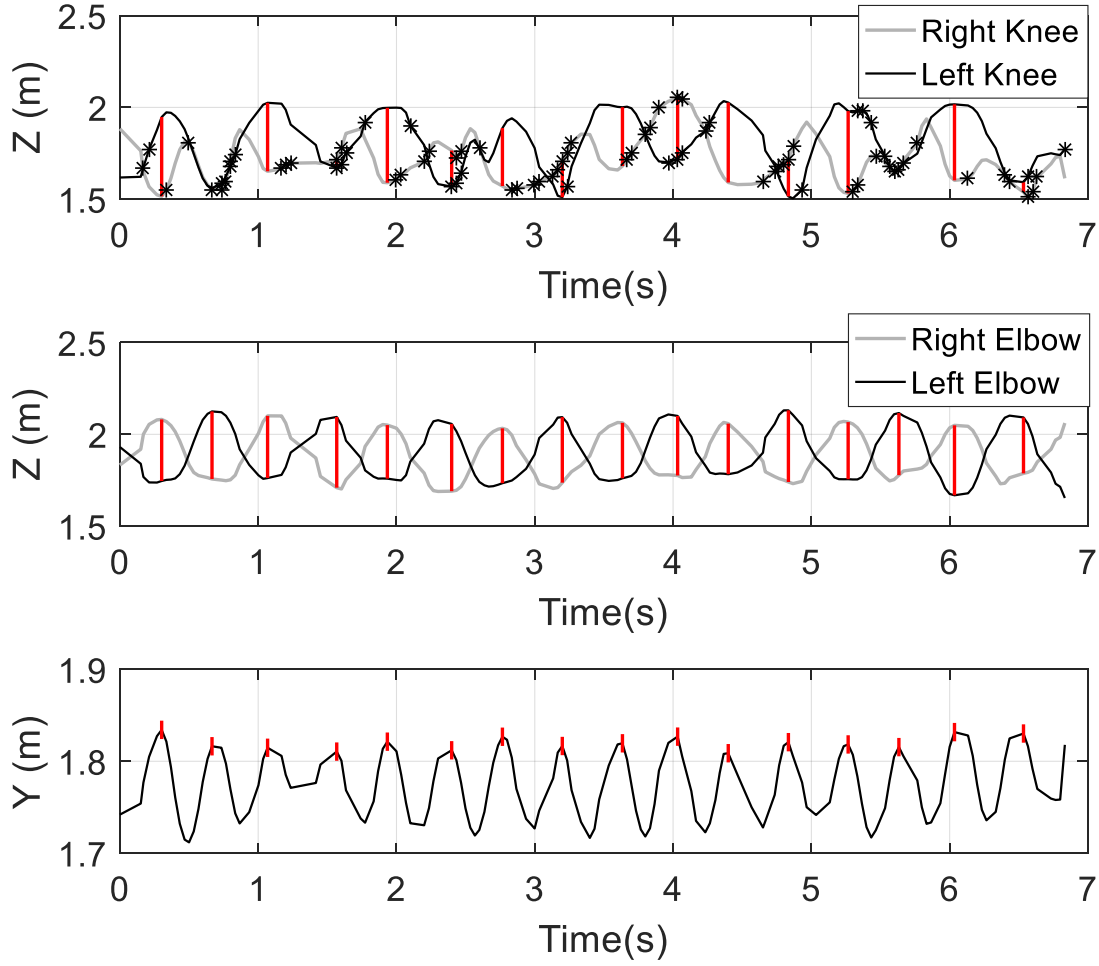 2.5
Right Knee
Left Knee
Z (m)
2
1.5
0 1 2 3 4 5 6 7
Time(s)
2.5
Right Elbow
Left Elbow
Z (m)
2
1.5
0 1 2 3 4 5 6 7
Time(s)
1.9
Y (m)
1.8
1.7
0 1 2 3 4 5 6 7
Time(s)